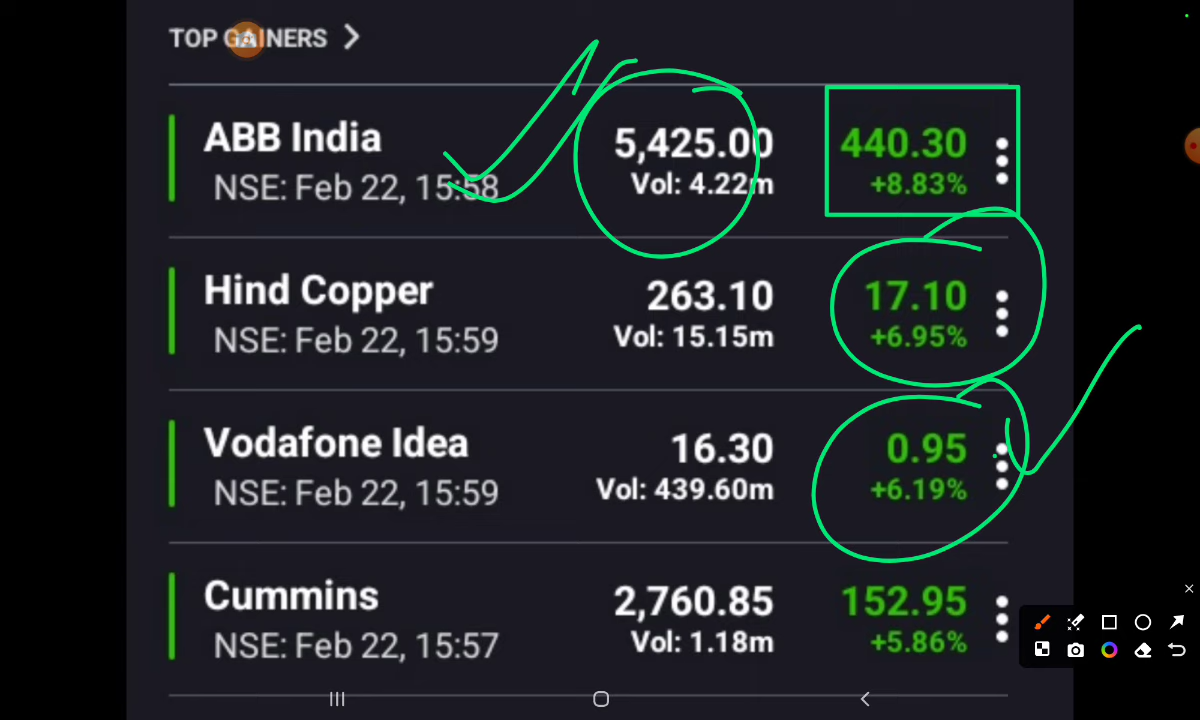 TOP GAINERS
ABB India 5,425.00 440.30
NSE: Feb 22, 15:58 Vol: 4.22m +8.83%
Hind Copper 263.10 17.10
NSE: Feb 22, 15:59 Vol: 15.15m +6.95%
Vodafone Idea 16.30 0.95
NSE: Feb 22, 15:59 Vol: 439.60m +6.19%
Cummins 2,760.85 152.95
NSE: Feb 22, 15:57 Vol: 1.18m +5.86%